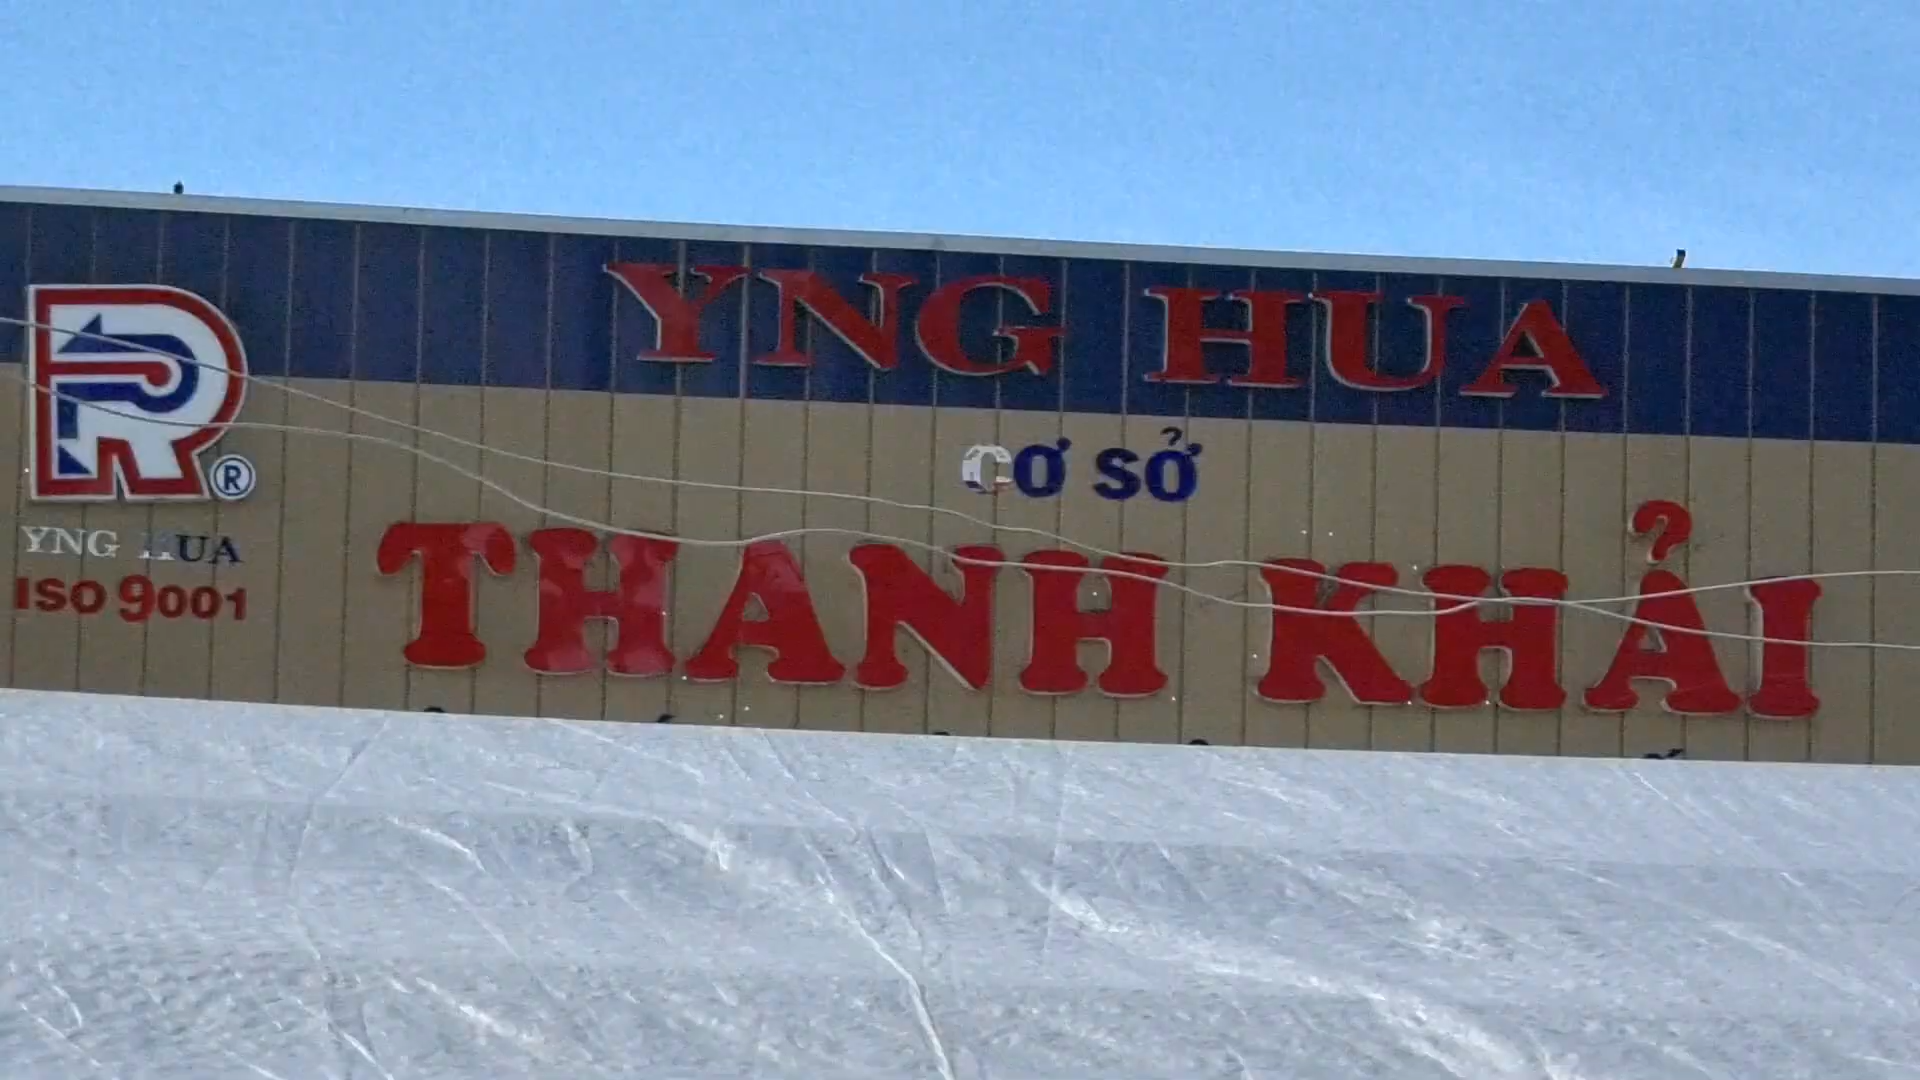 YNG HUA
CƠ SỞ
THANH KHẢI
R ®
YNG HUA
ISO 9001